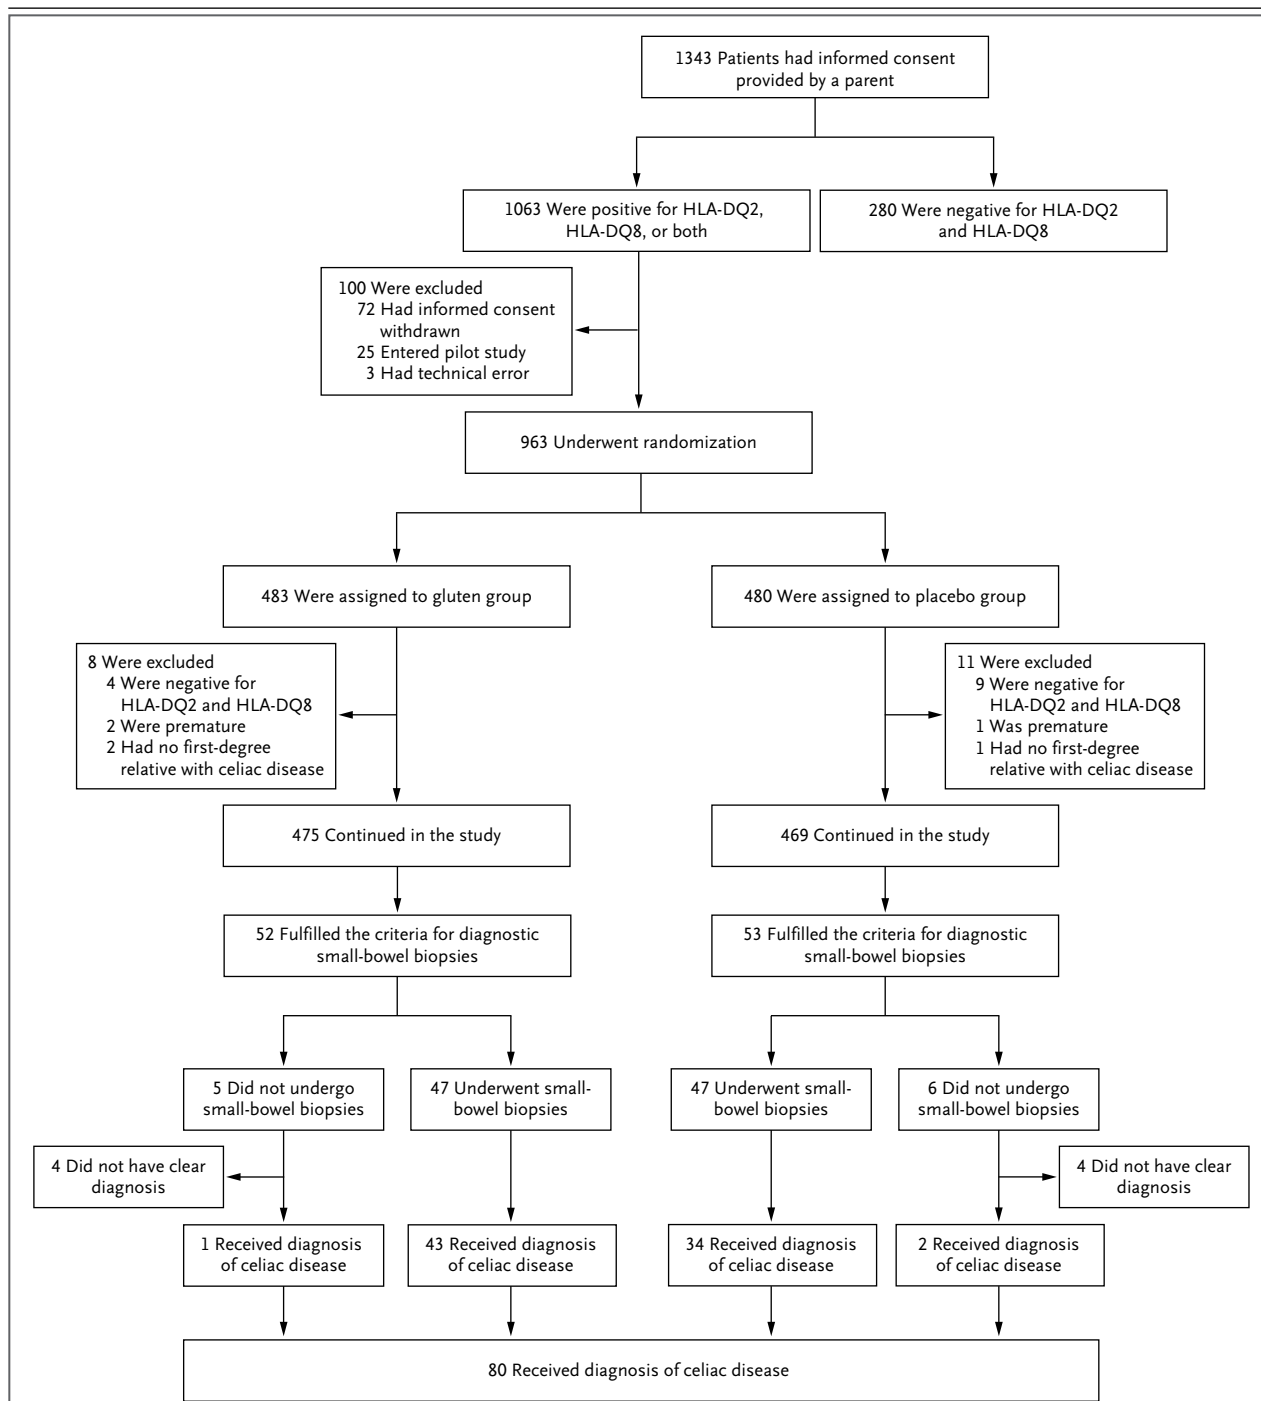 1343 Patients had informed consent
provided by a parent
1063 Were positive for HLA-DQ2,
HLA-DQ8, or both
280 Were negative for HLA-DQ2
and HLA-DQ8
100 Were excluded
72 Had informed consent
withdrawn
25 Entered pilot study
3 Had technical error
963 Underwent randomization
483 Were assigned to gluten group
480 Were assigned to placebo group
8 Were excluded
4 Were negative for
HLA-DQ2 and HLA-DQ8
2 Were premature
2 Had no first-degree
relative with celiac disease
11 Were excluded
9 Were negative for
HLA-DQ2 and HLA-DQ8
1 Was premature
1 Had no first-degree
relative with celiac disease
475 Continued in the study
469 Continued in the study
52 Fulfilled the criteria for diagnostic
small-bowel biopsies
53 Fulfilled the criteria for diagnostic
small-bowel biopsies
5 Did not undergo
small-bowel biopsies
47 Underwent small-
bowel biopsies
47 Underwent small-
bowel biopsies
6 Did not undergo
small-bowel biopsies
4 Did not have clear
diagnosis
4 Did not have clear
diagnosis
1 Received diagnosis
of celiac disease
43 Received diagnosis
of celiac disease
34 Received diagnosis
of celiac disease
2 Received diagnosis
of celiac disease
80 Received diagnosis of celiac disease